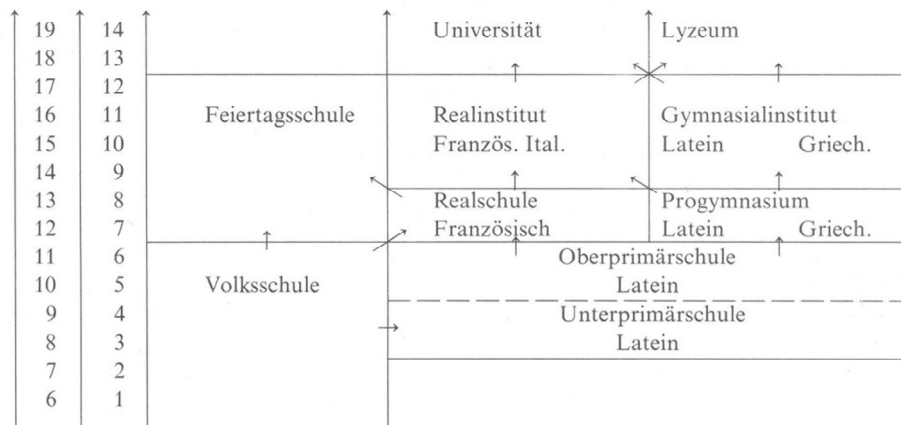 19 14 Universität Lyzeum
18 13
17 12
16 11 Feiertagsschule Realinstitut Gymnasialinstitut
15 10 Französ. Ital. Latein Griech.
14 9
13 8 Realschule Progymnasium
12 7 Französisch Latein Griech.
11 6 Oberprimärschule
10 5 Volksschule Latein
9 4 Unterprimärschule
8 3 Latein
7 2
6 1